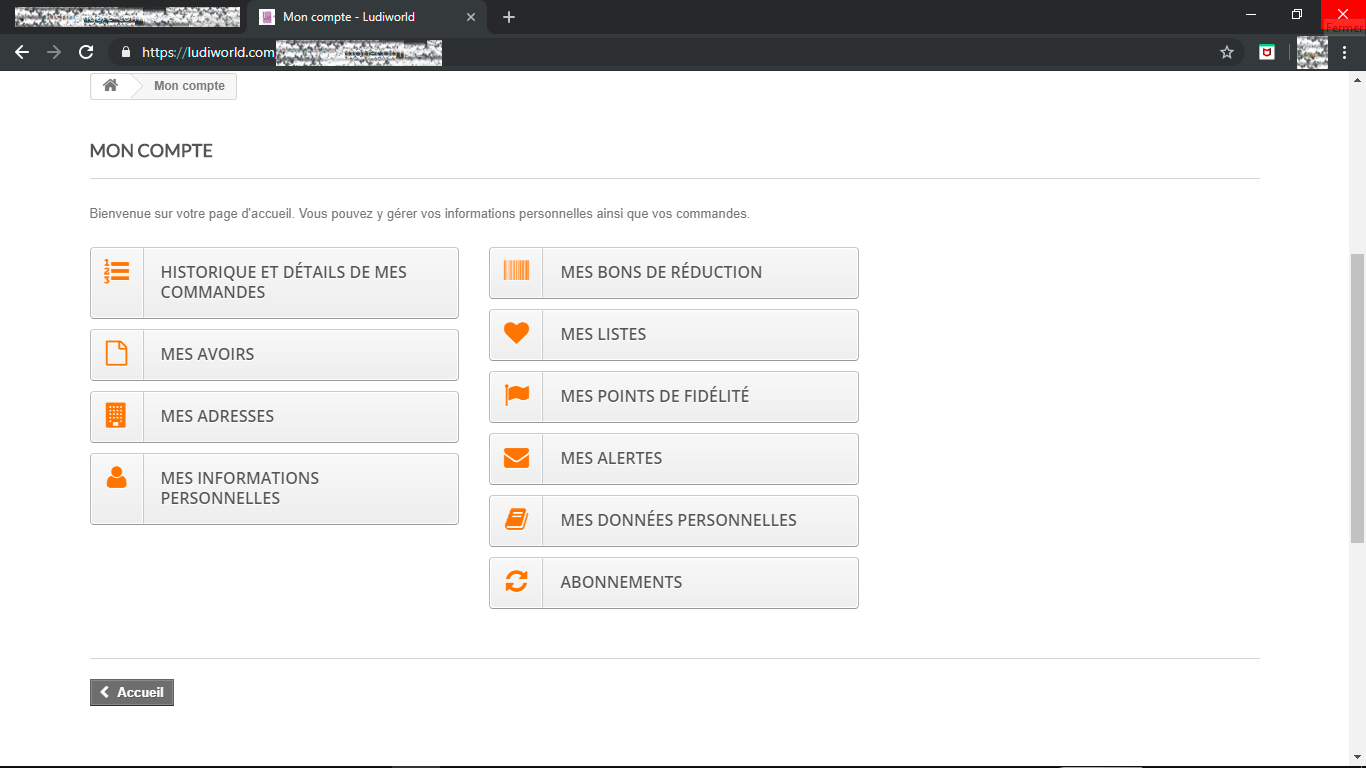 Mon compte - Ludiworld
Fermer
https://ludiworld.com
Mon compte
MON COMPTE
Bienvenue sur votre page d'accueil. Vous pouvez y gérer vos informations personnelles ainsi que vos commandes.
HISTORIQUE ET DÉTAILS DE MES
COMMANDES
MES AVOIRS
MES ADRESSES
MES INFORMATIONS
PERSONNELLES
MES BONS DE RÉDUCTION
MES LISTES
MES POINTS DE FIDÉLITÉ
MES ALERTES
MES DONNÉES PERSONNELLES
ABONNEMENTS
Accueil